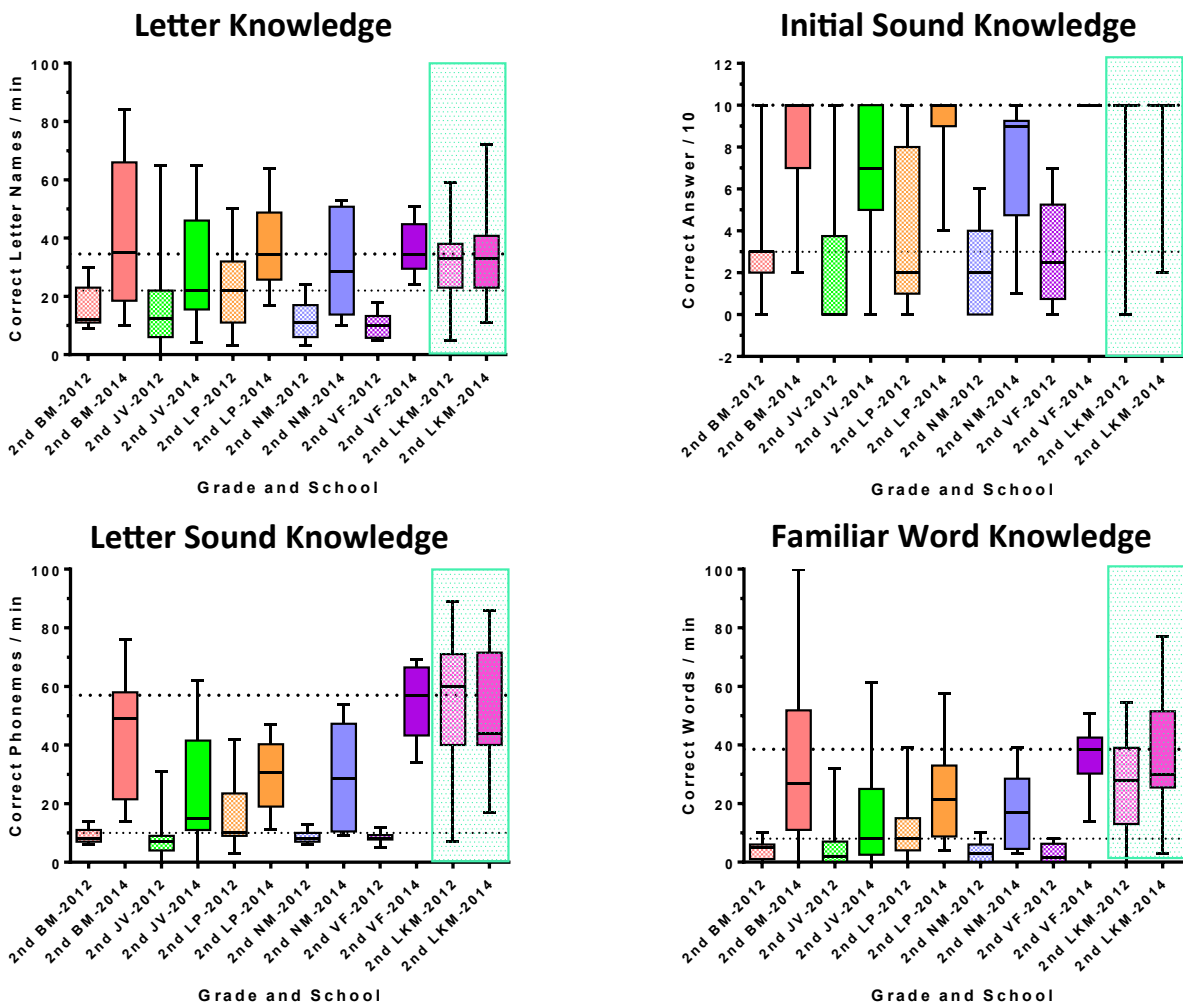 Letter Knowledge
Correct Letter Names / min
100
80
60
40
20
0
2nd BM-2012
2nd BM-2014
2nd JV-2012
2nd JV-2014
2nd LP-2012
2nd LP-2014
2nd NM-2012
2nd NM-2014
2nd VF-2012
2nd VF-2014
2nd LKM-2012
2nd LKM-2014
Grade and School
Initial Sound Knowledge
Correct Answer / 10
12
10
8
6
4
2
0
-2
2nd BM-2012
2nd BM-2014
2nd JV-2012
2nd JV-2014
2nd LP-2012
2nd LP-2014
2nd NM-2012
2nd NM-2014
2nd VF-2012
2nd VF-2014
2nd LKM-2012
2nd LKM-2014
Grade and School
Letter Sound Knowledge
Correct Phonemes / min
100
80
60
40
20
0
2nd BM-2012
2nd BM-2014
2nd JV-2012
2nd JV-2014
2nd LP-2012
2nd LP-2014
2nd NM-2012
2nd NM-2014
2nd VF-2012
2nd VF-2014
2nd LKM-2012
2nd LKM-2014
Grade and School
Familiar Word Knowledge
Correct Words / min
100
80
60
40
20
0
2nd BM-2012
2nd BM-2014
2nd JV-2012
2nd JV-2014
2nd LP-2012
2nd LP-2014
2nd NM-2012
2nd NM-2014
2nd VF-2012
2nd VF-2014
2nd LKM-2012
2nd LKM-2014
Grade and School